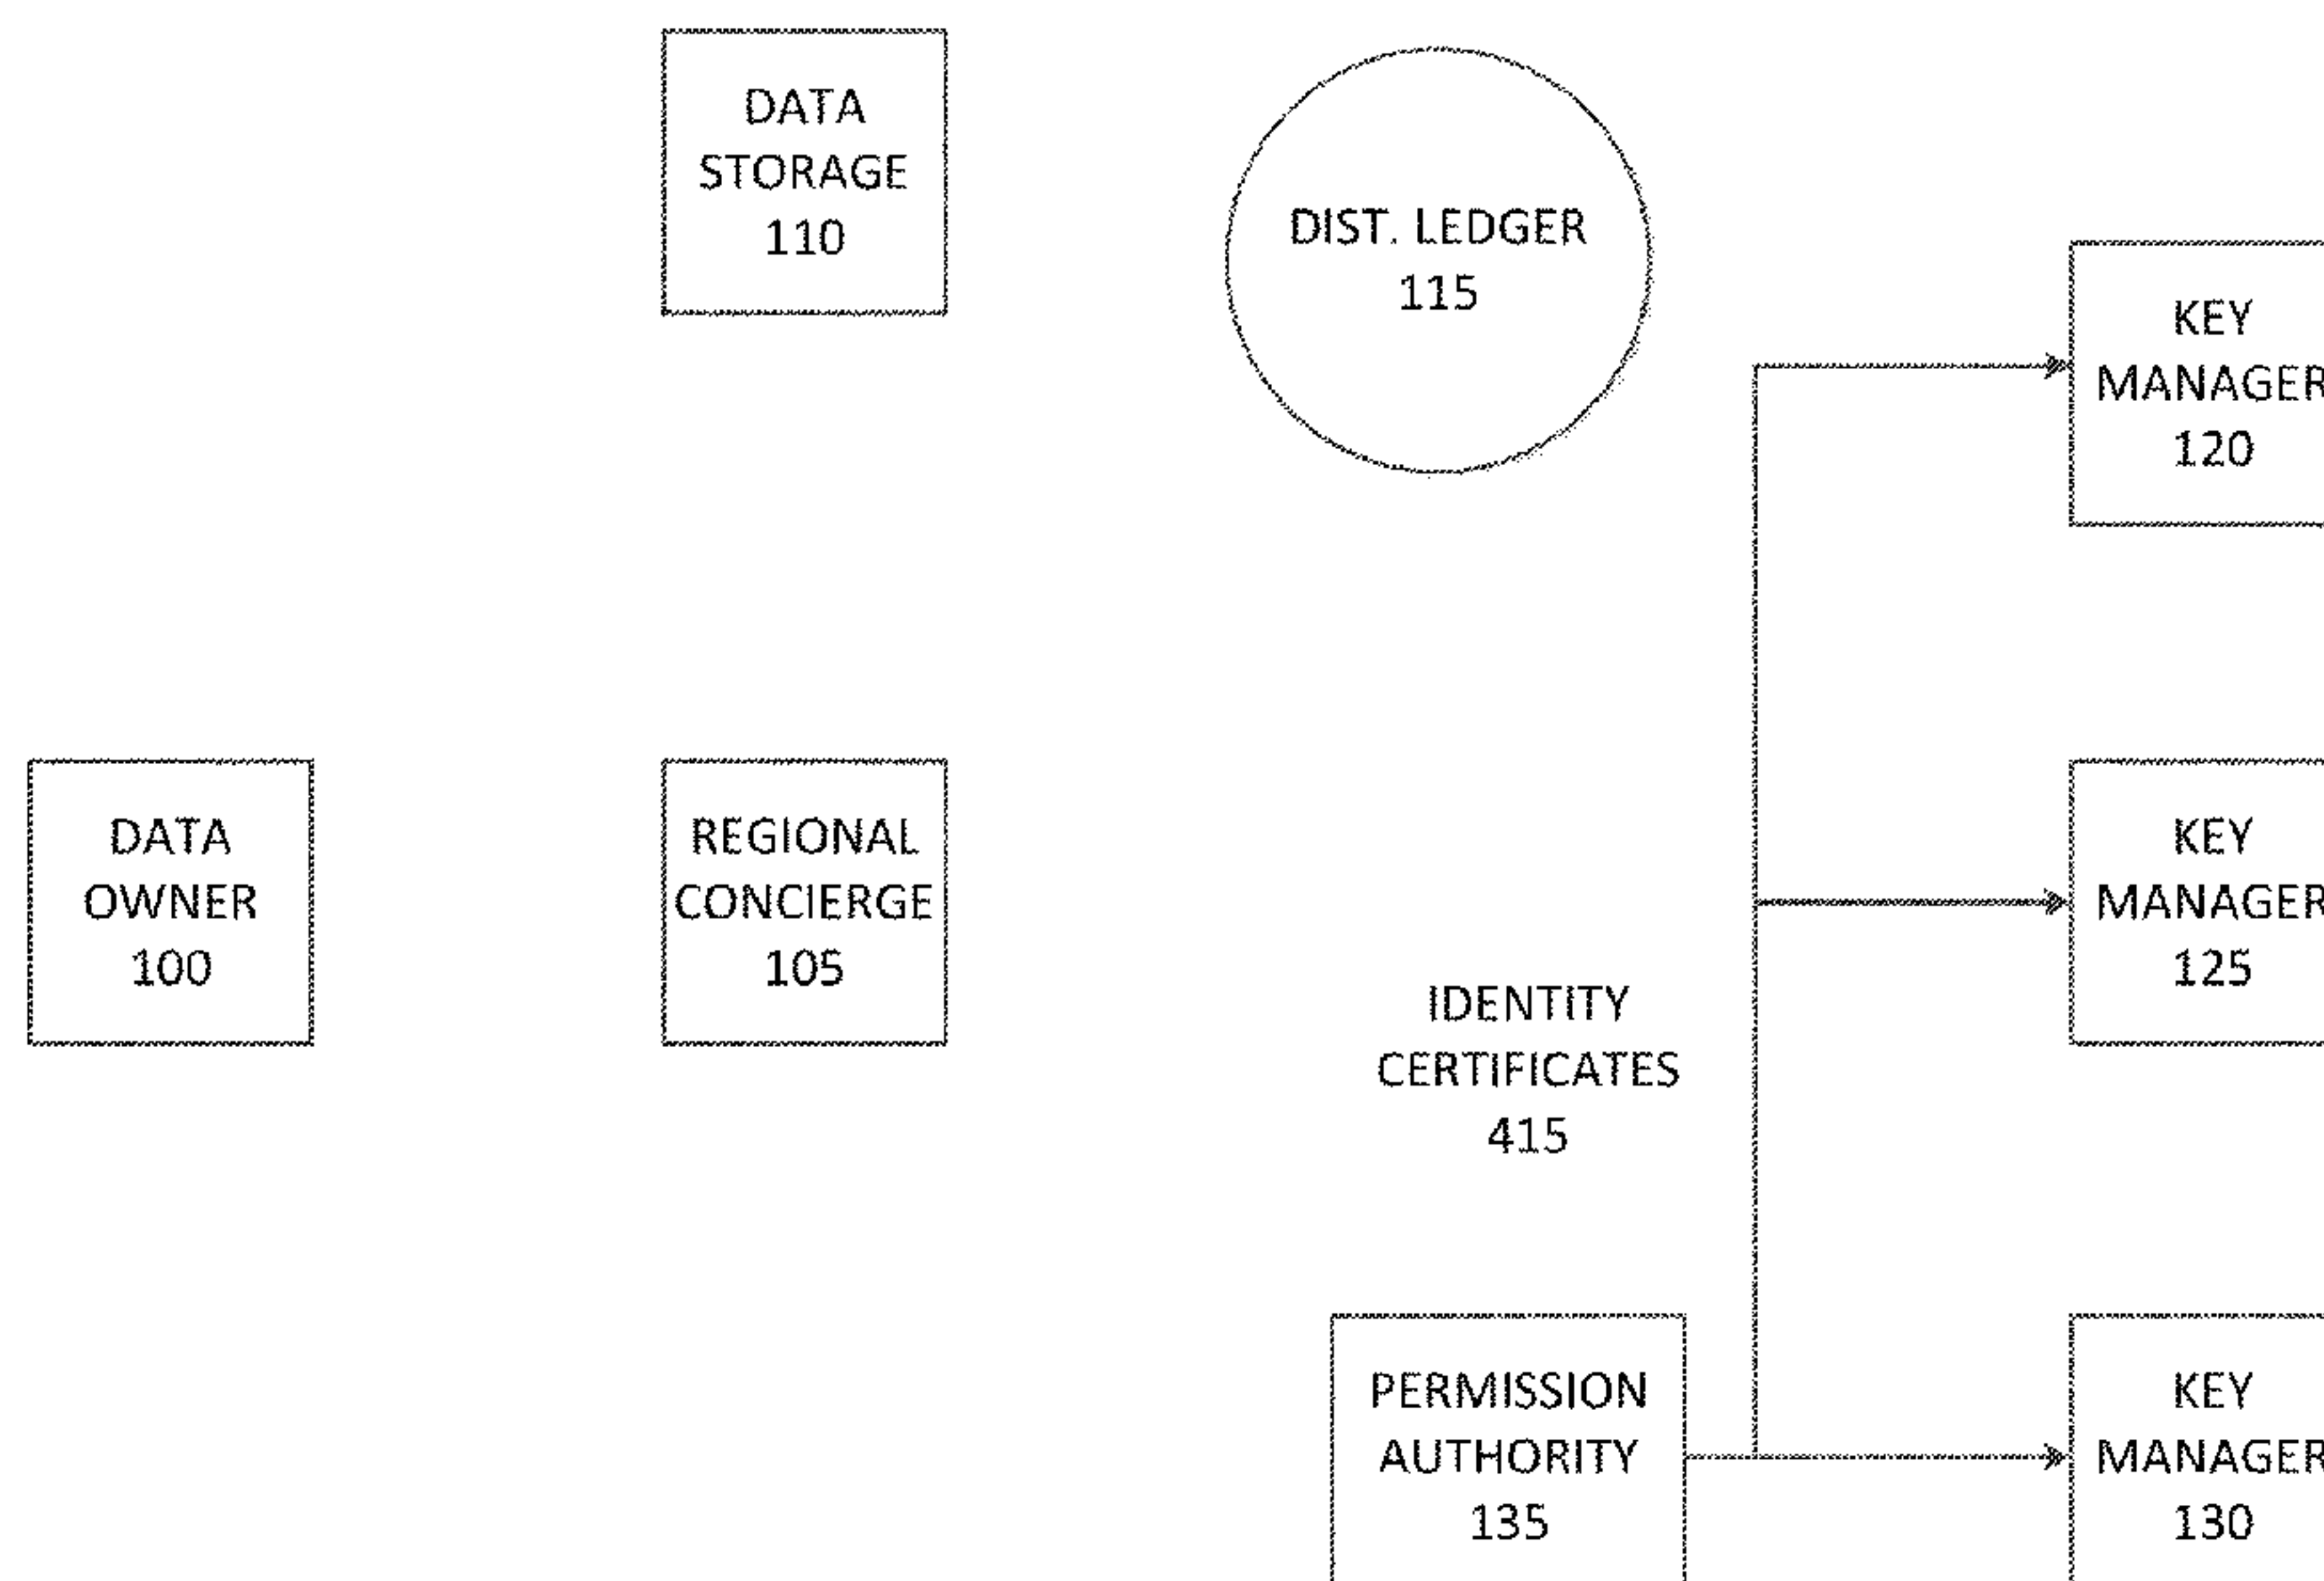 DATA
STORAGE
110
DIST. LEDGER
115
KEY
MANAGER
120
DATA
OWNER
100
REGIONAL
CONCIERGE
105
KEY
MANAGER
125
IDENTITY
CERTIFICATES
415
PERMISSION
AUTHORITY
135
KEY
MANAGER
130